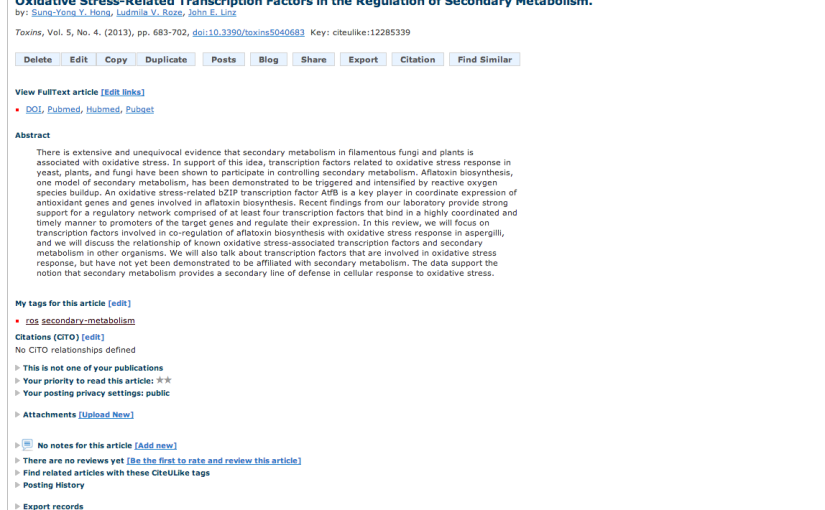 Oxidative Stress-Related Transcription Factors in the Regulation of Secondary Metabolism.
by: Sung-Yong Y. Hong, Ludmila V. Roze, John E. Linz
Toxins, Vol. 5, No. 4. (2013), pp. 683-702, doi:10.3390/toxins5040683 Key: citeulike:12285339
Delete Edit Copy Duplicate Posts Blog Share Export Citation Find Similar
View FullText article [Edit links]
DOI, Pubmed, Hubmed, Pubget
Abstract
There is extensive and unequivocal evidence that secondary metabolism in filamentous fungi and plants is
associated with oxidative stress. In support of this idea, transcription factors related to oxidative stress response in
yeast, plants, and fungi have been shown to participate in controlling secondary metabolism. Aflatoxin biosynthesis,
one model of secondary metabolism, has been demonstrated to be triggered and intensified by reactive oxygen
species buildup. An oxidative stress-related bZIP transcription factor AtfB is a key player in coordinate expression of
antioxidant genes and genes involved in aflatoxin biosynthesis. Recent findings from our laboratory provide strong
support for a regulatory network comprised of at least four transcription factors that bind in a highly coordinated and
timely manner to promoters of the target genes and regulate their expression. In this review, we will focus on
transcription factors involved in co-regulation of aflatoxin biosynthesis with oxidative stress response in aspergilli,
and we will discuss the relationship of known oxidative stress-associated transcription factors and secondary
metabolism in other organisms. We will also talk about transcription factors that are involved in oxidative stress
response, but have not yet been demonstrated to be affiliated with secondary metabolism. The data support the
notion that secondary metabolism provides a secondary line of defense in cellular response to oxidative stress.
My tags for this article [edit]
ros secondary-metabolism
Citations (CiTO) [edit]
No CiTO relationships defined
This is not one of your publications
Your priority to read this article: ★★
Your posting privacy settings: public
Attachments [Upload New]
No notes for this article [Add new]
There are no reviews yet [Be the first to rate and review this article]
Find related articles with these CiteULike tags
Posting History
Export records